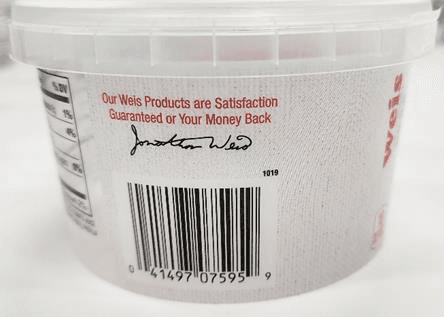 %DV
1%
4%
Our Weis Products are Satisfaction
Guaranteed or Your Money Back
Jonathan Weis
1019
0 41497 07595 9
weis